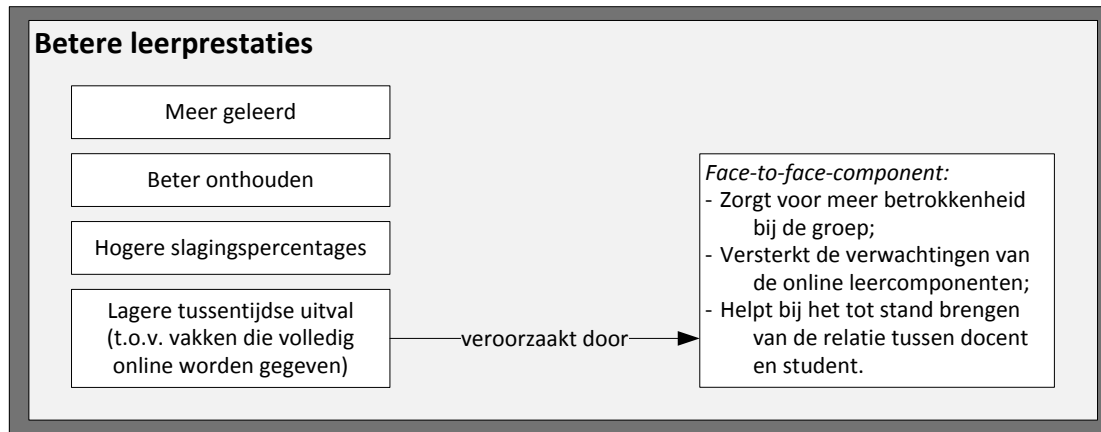 Betere leerprestaties
Meer geleerd
Beter onthouden
Hogere slagingspercentages
Lagere tussentijdse uitval
(t.o.v. vakken die volledig
online worden gegeven)
veroorzaakt door
Face-to-face-component:
- Zorgt voor meer betrokkenheid
bij de groep;
- Versterkt de verwachtingen van
de online leercomponenten;
- Helpt bij het tot stand brengen
van de relatie tussen docent
en student.